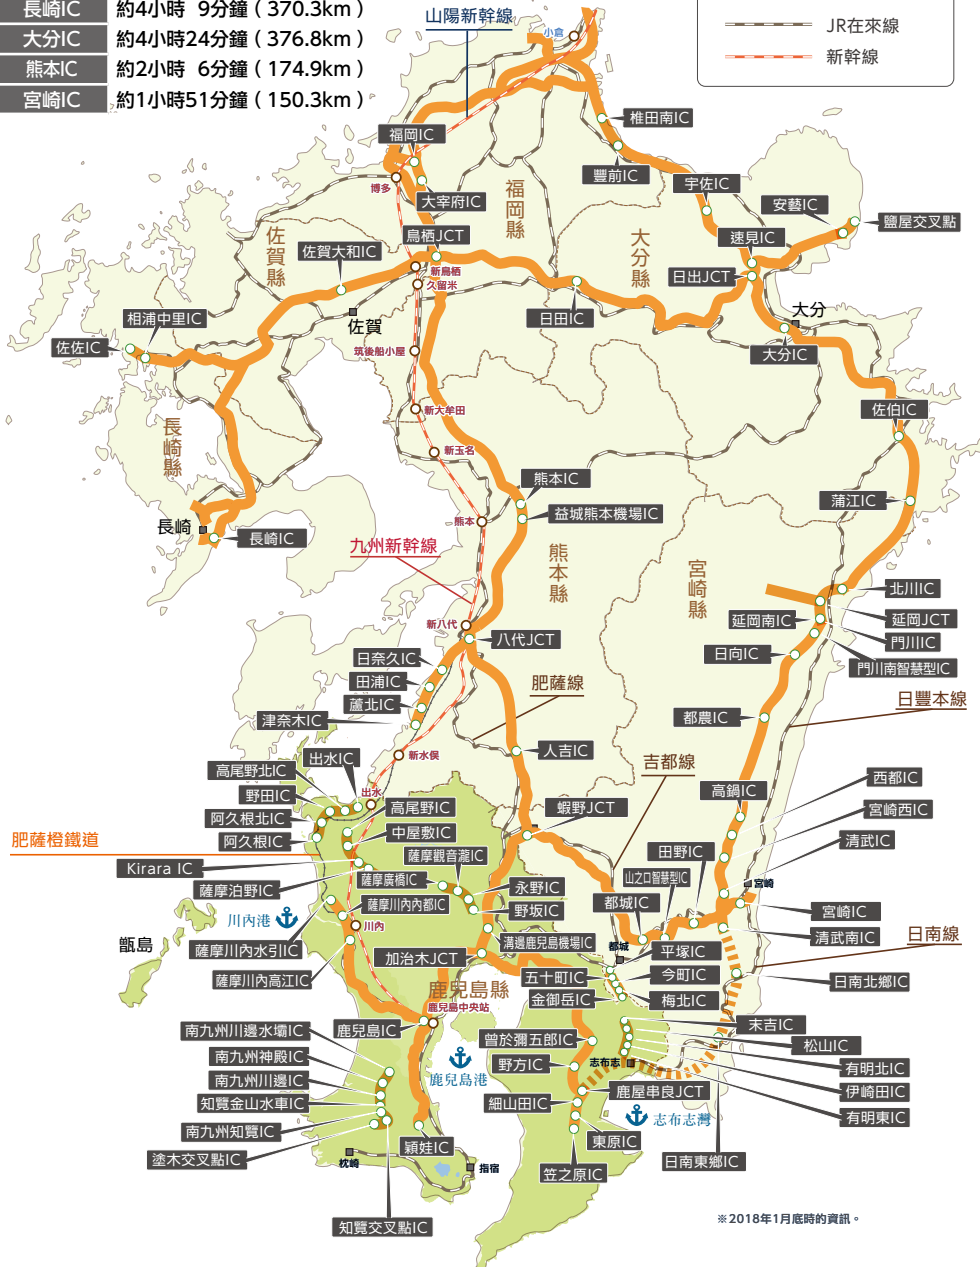 長崎IC 約4小時 9分鐘 ( 370.3km )
大分IC 約4小時24分鐘 ( 376.8km )
熊本IC 約2小時 6分鐘 ( 174.9km )
宮崎IC 約1小時51分鐘 ( 150.3km )
JR在來線
新幹線
山陽新幹線
小倉
福岡IC
椎田南IC
豐前IC
博多
大宰府IC
福岡縣
宇佐IC
安藝IC
鹽屋交叉點
佐賀縣
佐賀大和IC
鳥栖JCT
大分縣
速見IC
日出JCT
新鳥栖
久留米
相浦中里IC
佐賀
日田IC
大分
佐佐IC
筑後船小屋
大分IC
長崎縣
新大牟田
佐伯IC
新玉名
熊本IC
蒲江IC
益城熊本機場IC
長崎
長崎IC
熊本
九州新幹線
熊本縣
宮崎縣
北川IC
延岡JCT
延岡南IC
門川IC
新八代
八代JCT
日向IC
門川南智慧型IC
日奈久IC
田浦IC
肥薩線
日豐本線
蘆北IC
津奈木IC
都農IC
人吉IC
新水俣
出水IC
吉都線
高尾野北IC
西都IC
野田IC
出水
高鍋IC
高尾野IC
蝦野JCT
宮崎西IC
阿久根北IC
中屋敷IC
清武IC
阿久根IC
肥薩橙鐵道
薩摩觀音瀧IC
田野IC
Kirara IC
薩摩廣橋IC
山之口智慧型IC
宮崎
薩摩泊野IC
永野IC
都城IC
薩摩川內內都IC
野坂IC
宮崎IC
川內港
川內
清武南IC
日南線
甑島
薩摩川內水引IC
溝邊鹿兒島機場IC
都城
平塚IC
加治木JCT
五十町IC
今町IC
日南北鄉IC
薩摩川內高江IC
鹿兒島縣
金御岳IC
梅北IC
鹿兒島中央站
南九州川邊水壩IC
鹿兒島IC
末吉IC
曾於彌五郎IC
松山IC
南九州神殿IC
鹿兒島港
野方IC
志布志
有明北IC
南九州川邊IC
鹿屋串良JCT
伊崎田IC
知覽金山水車IC
細山田IC
志布志灣
有明東IC
南九州知覽IC
東原IC
穎娃IC
塗木交叉點IC
枕崎
指宿
笠之原IC
日南東鄉IC
知覽交叉點IC
※2018年1月底時的資訊。